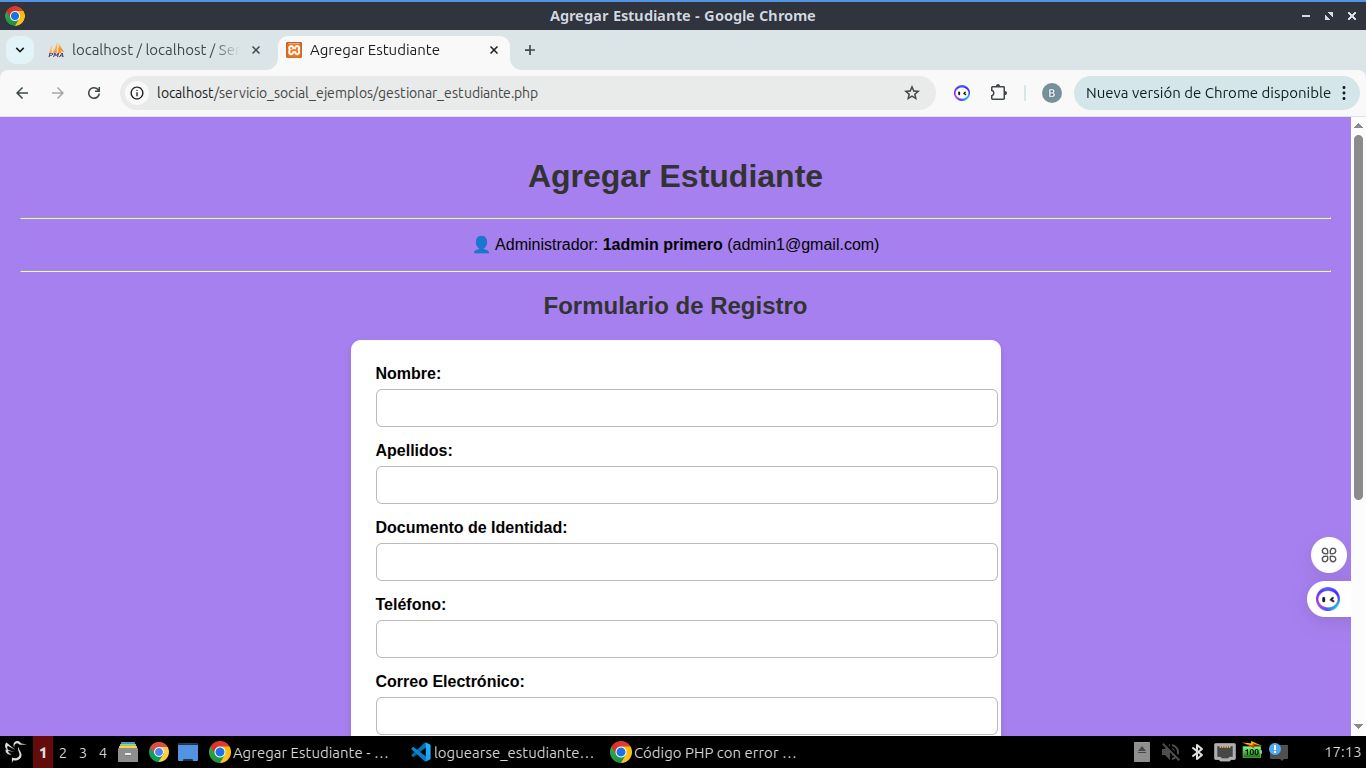 Agregar Estudiante - Google Chrome
PMA localhost / localhost / Ser
Agregar Estudiante
localhost/servicio_social_ejemplos/gestionar_estudiante.php
B
Nueva versión de Chrome disponible
Agregar Estudiante
Administrador: 1admin primero (admin1@gmail.com)
Formulario de Registro
Nombre:
Apellidos:
Documento de Identidad:
Teléfono:
Correo Electrónico:
1 2 3 4 Agregar Estudiante - ... loguearse_estudiante... Código PHP con error ... 100 17:13